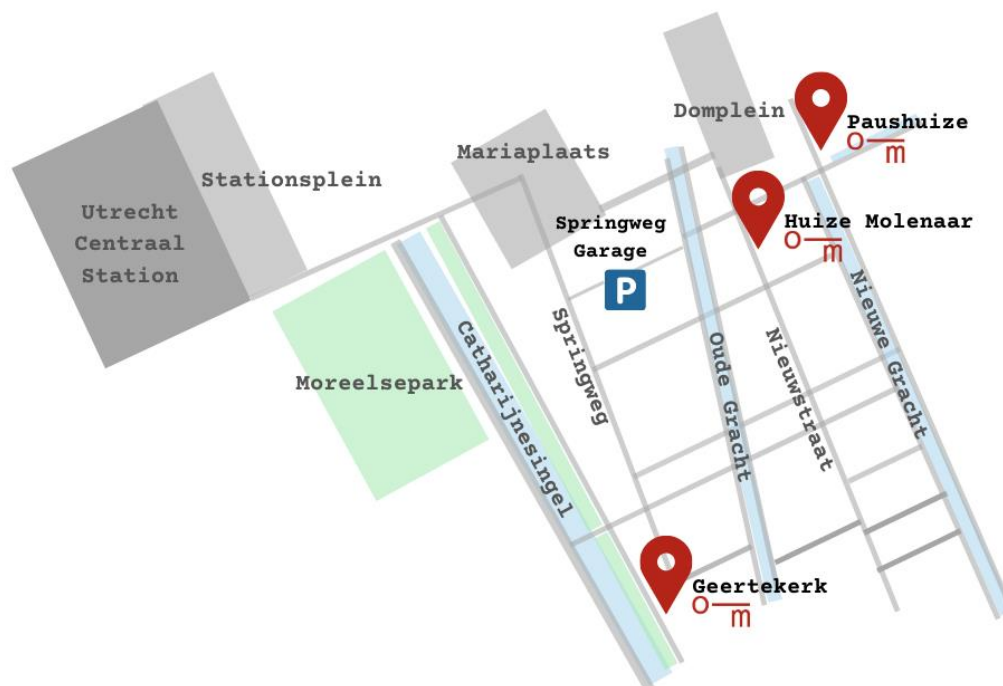 Domplein
Paushuize
O m
Mariaplaats
Stationsplein
Utrecht
Centraal
Station
Springweg
Garage
P
Huize Molenaar
O m
Moreelsepark
Catharijnesingel
Springweg
Oude Gracht
Nieuwstraat
Nieuwe Gracht
Geertekerk
O m